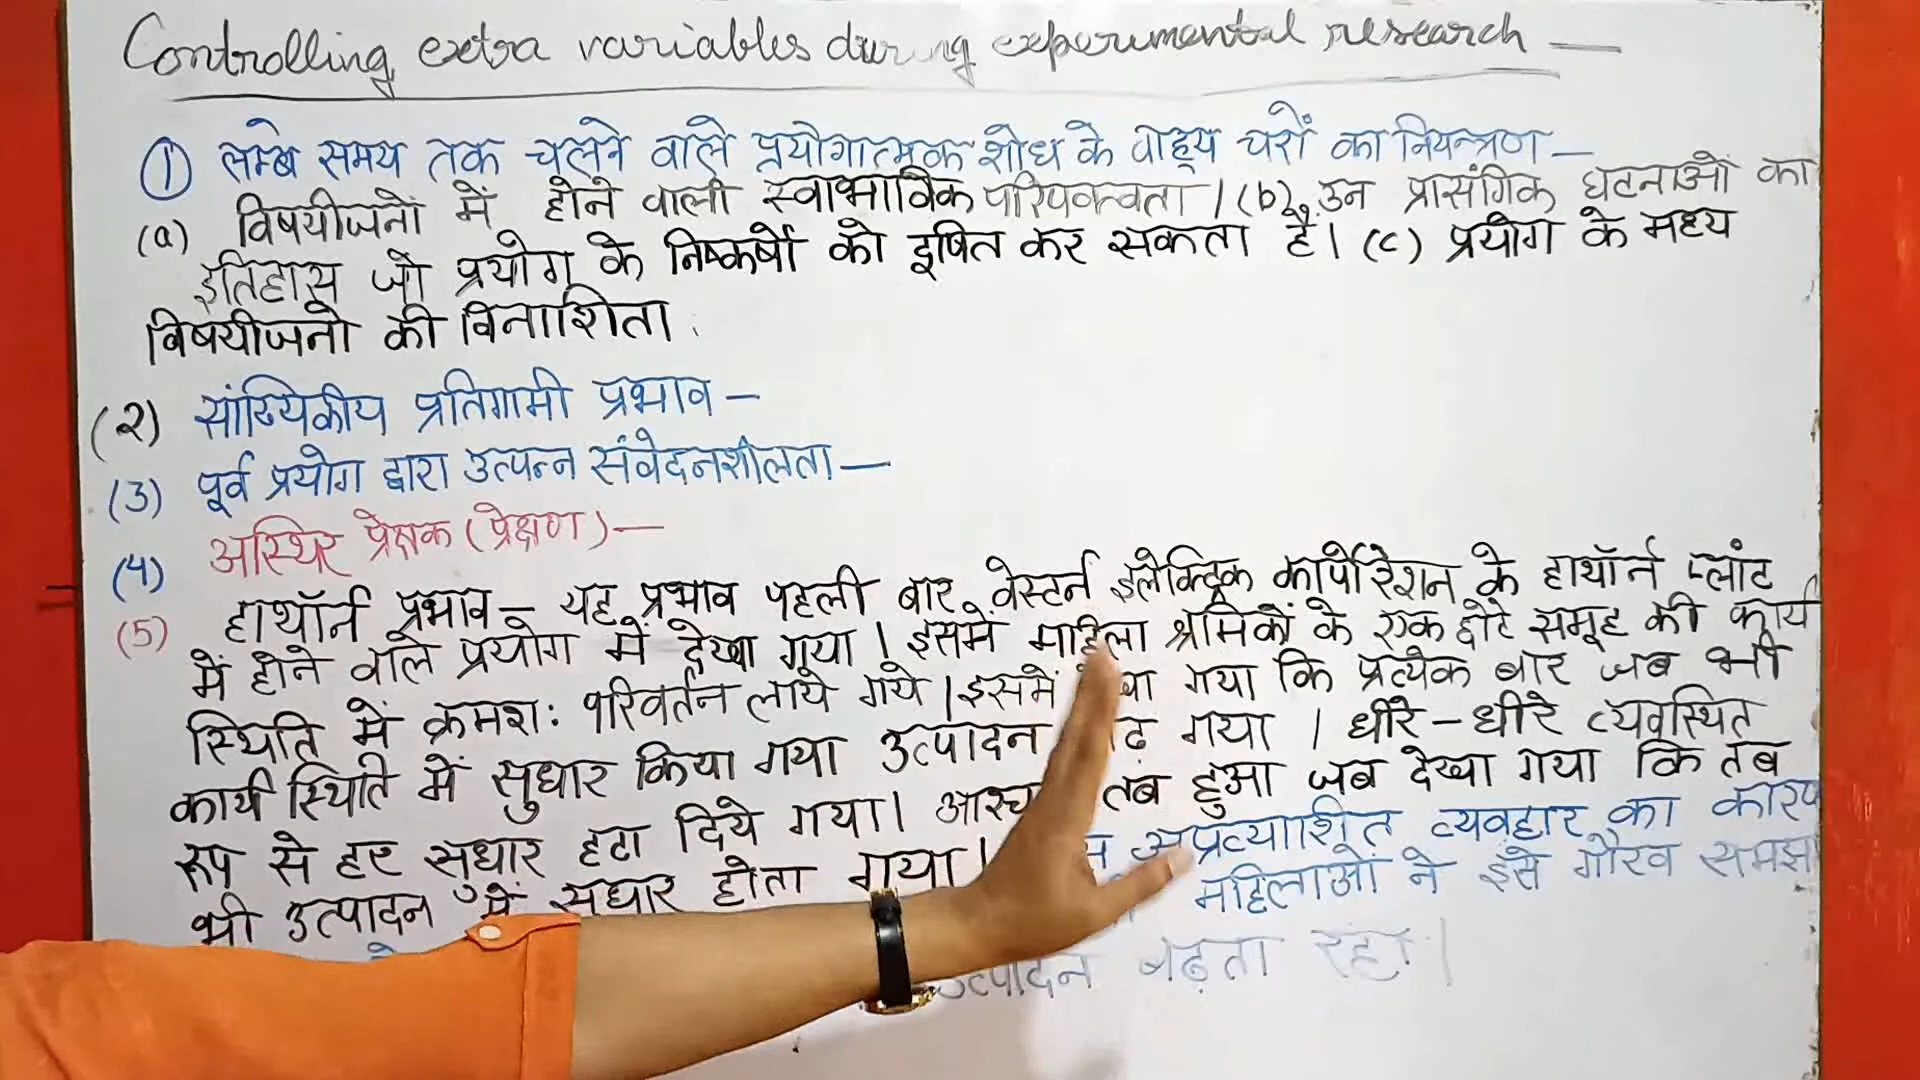 Controlling extra variables during experimental research —
① लम्बे समय तक चलने वाले प्रयोगात्मक शोध के वाह्य चरों का नियन्त्रण —
(a) विषयीजनों में होने वाली स्वाभाविक परिपक्वता । (b) उन प्रासंगिक घटनाओं का
इतिहास जो प्रयोग के निष्कर्षो को दूषित कर सकता है। (c) प्रयोग के मध्य
विषयीजनो की विनाशिता .
(२) सांख्यिकीय प्रतिगामी प्रभाव —
(3) पूर्व प्रयोग द्वारा उत्पन्न संवेदनशीलता —
(4) अस्थिर प्रेक्षक (प्रेक्षण) —
(5) हाथॉर्न प्रभाव — यह प्रभाव पहली बार वेस्टर्न इलेक्ट्रिक कार्पोरेशन के हाथॉर्न प्लांट
में होने वाले प्रयोग में देखा गया । इसमें महिला श्रमिकों के एक छोटे समूह की कार्य
स्थिति में क्रमशः परिवर्तन लाये गये । इसमें गया कि प्रत्येक बार जब भी
कार्य स्थिति में सुधार किया गया उत्पादन गया । धीरे – धीरे व्यवस्थित
रूप से हर सुधार हटा दिये गया। तब हुआ जब देखा गया कि तब
भी उत्पादन में सुधार होता गया। अप्रत्याशित व्यवहार का कारण
महिलाओं ने इसे गौरव समझा
उत्पादन बढ़ता रहा ।